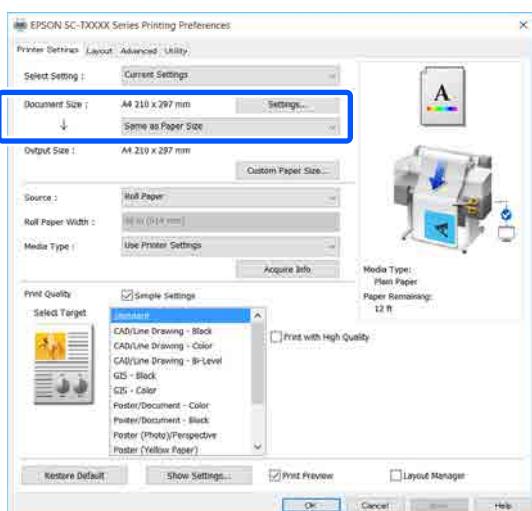 EPSON SC-TXXXX Series Printing Preferences
Printer Settings Layout Advanced Utility
Select Setting : Current Settings
Document Size : A4 210 x 297 mm Settings...
↓ Same as Paper Size
Output Size : A4 210 x 297 mm
Custom Paper Size...
Source : Roll Paper
Roll Paper Width :
Media Type : Use Printer Settings
Acquire Info
A
Media Type:
Plain Paper
Paper Remaining:
12 ft
Print Quality Simple Settings
Select Target
Standard
CAD/Line Drawing - Black
CAD/Line Drawing - Color
CAD/Line Drawing - Bi-Level
GIS - Black
GIS - Color
Poster/Document - Color
Poster/Document - Black
Poster (Photo)/Perspective
Poster (Yellow Paper)
Print with High Quality
Restore Default Show Settings... Print Preview Layout Manager
OK Cancel Help